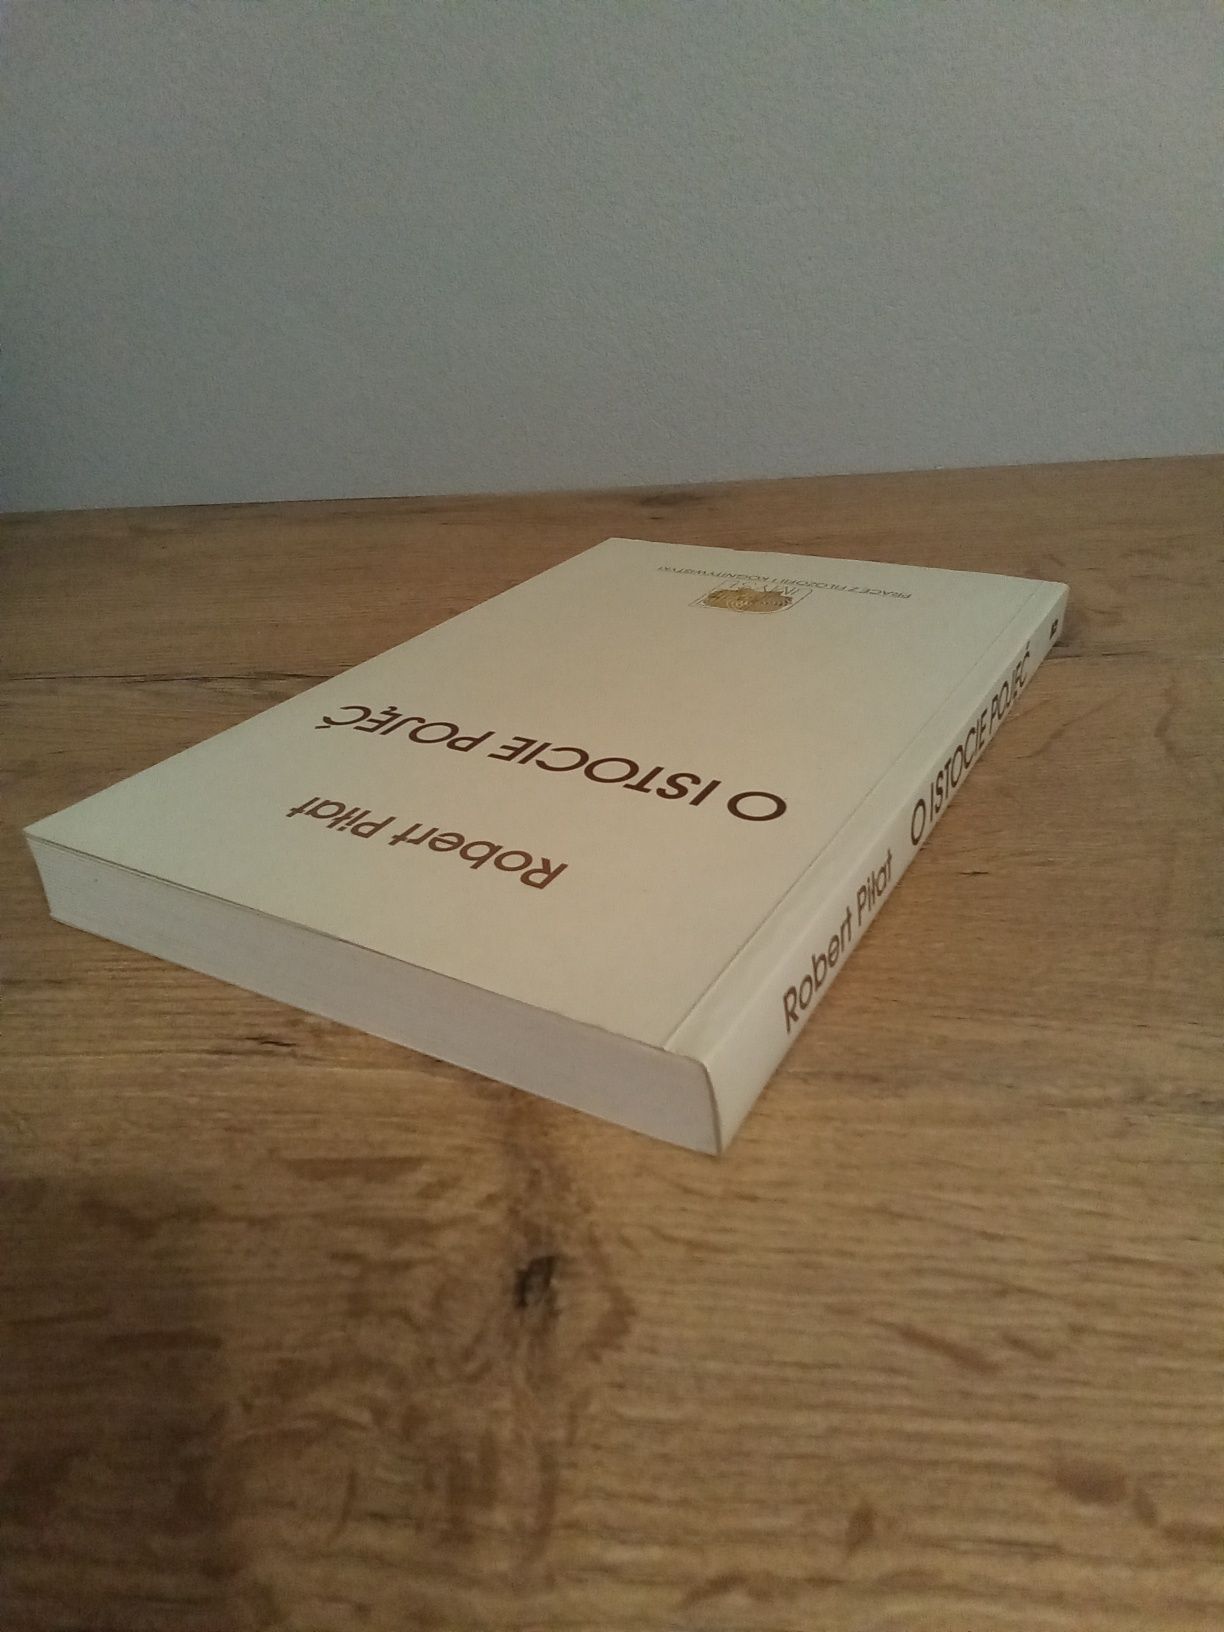 Robert Piłat
O ISTOCIE POJĘĆ
PRACE Z FILOZOFII I KOGNITYWISTYKI
Robert Piłat O ISTOCIE POJĘĆ